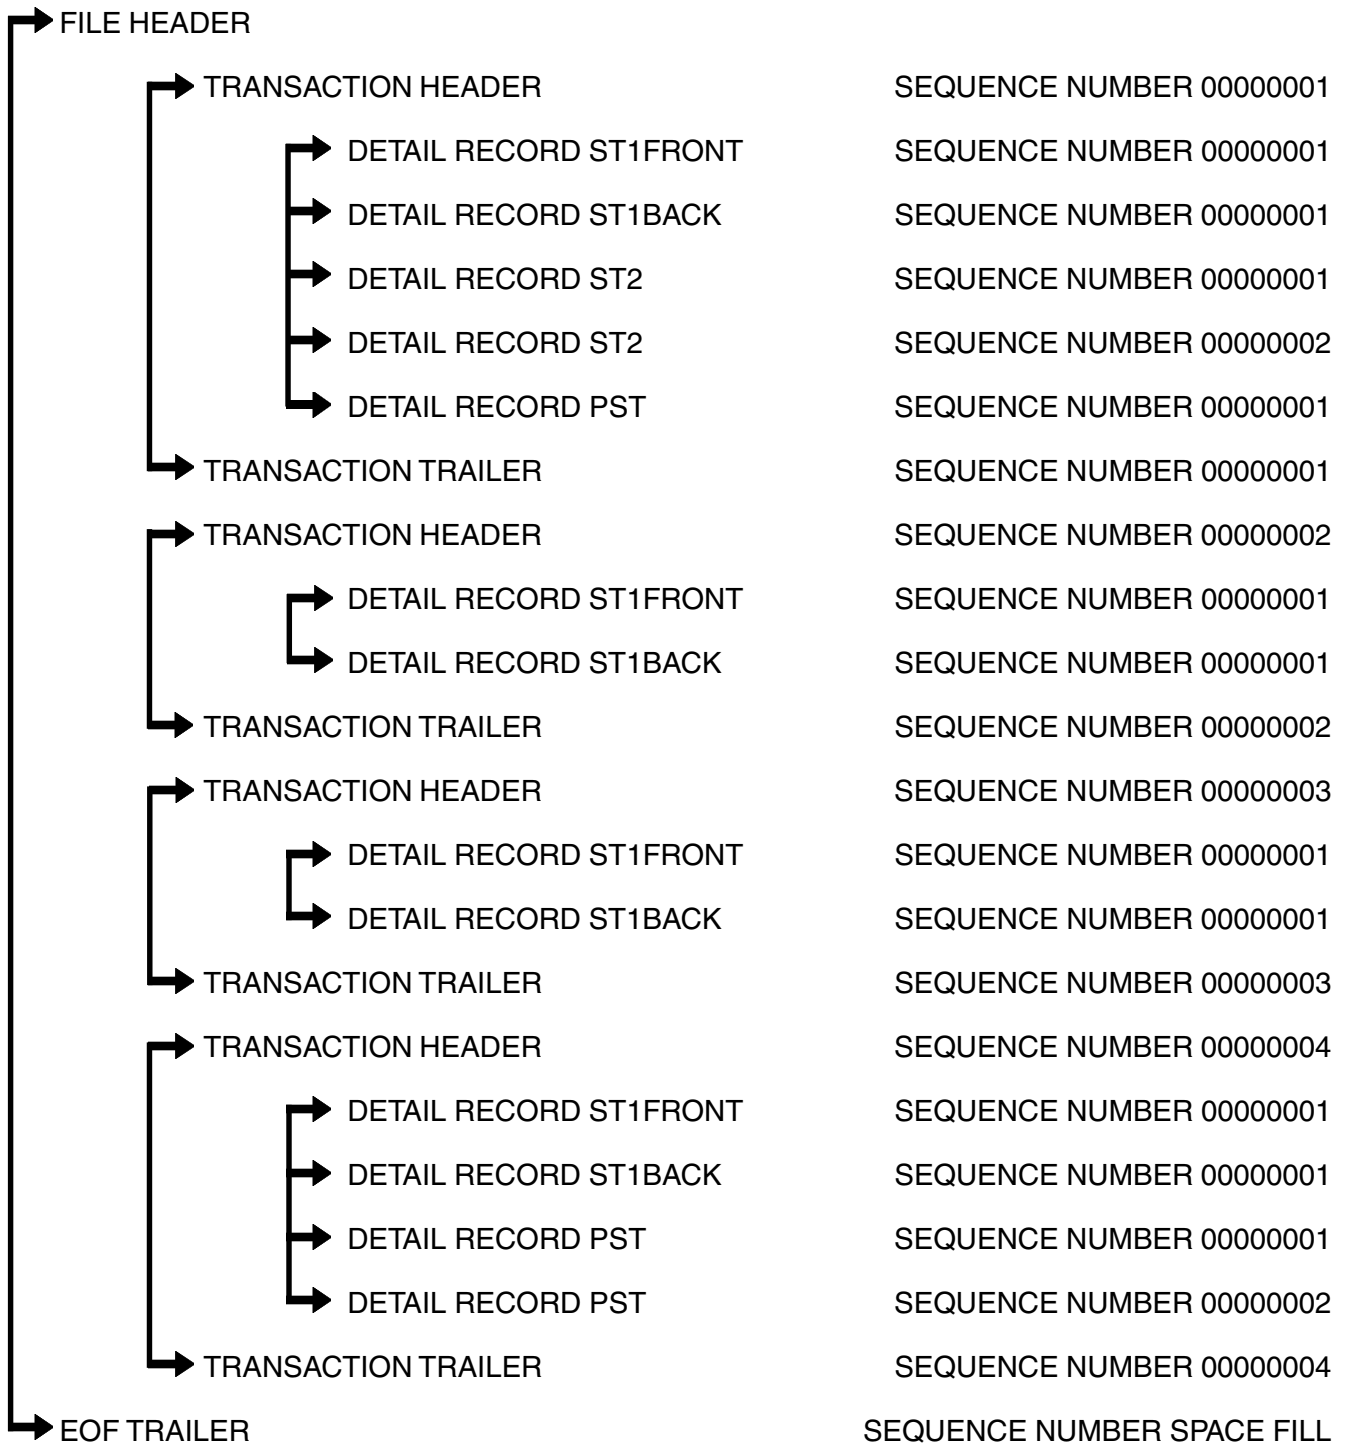 FILE HEADER
TRANSACTION HEADER SEQUENCE NUMBER 00000001
DETAIL RECORD ST1FRONT SEQUENCE NUMBER 00000001
DETAIL RECORD ST1BACK SEQUENCE NUMBER 00000001
DETAIL RECORD ST2 SEQUENCE NUMBER 00000001
DETAIL RECORD ST2 SEQUENCE NUMBER 00000002
DETAIL RECORD PST SEQUENCE NUMBER 00000001
TRANSACTION TRAILER SEQUENCE NUMBER 00000001
TRANSACTION HEADER SEQUENCE NUMBER 00000002
DETAIL RECORD ST1FRONT SEQUENCE NUMBER 00000001
DETAIL RECORD ST1BACK SEQUENCE NUMBER 00000001
TRANSACTION TRAILER SEQUENCE NUMBER 00000002
TRANSACTION HEADER SEQUENCE NUMBER 00000003
DETAIL RECORD ST1FRONT SEQUENCE NUMBER 00000001
DETAIL RECORD ST1BACK SEQUENCE NUMBER 00000001
TRANSACTION TRAILER SEQUENCE NUMBER 00000003
TRANSACTION HEADER SEQUENCE NUMBER 00000004
DETAIL RECORD ST1FRONT SEQUENCE NUMBER 00000001
DETAIL RECORD ST1BACK SEQUENCE NUMBER 00000001
DETAIL RECORD PST SEQUENCE NUMBER 00000001
DETAIL RECORD PST SEQUENCE NUMBER 00000002
TRANSACTION TRAILER SEQUENCE NUMBER 00000004
EOF TRAILER SEQUENCE NUMBER SPACE FILL